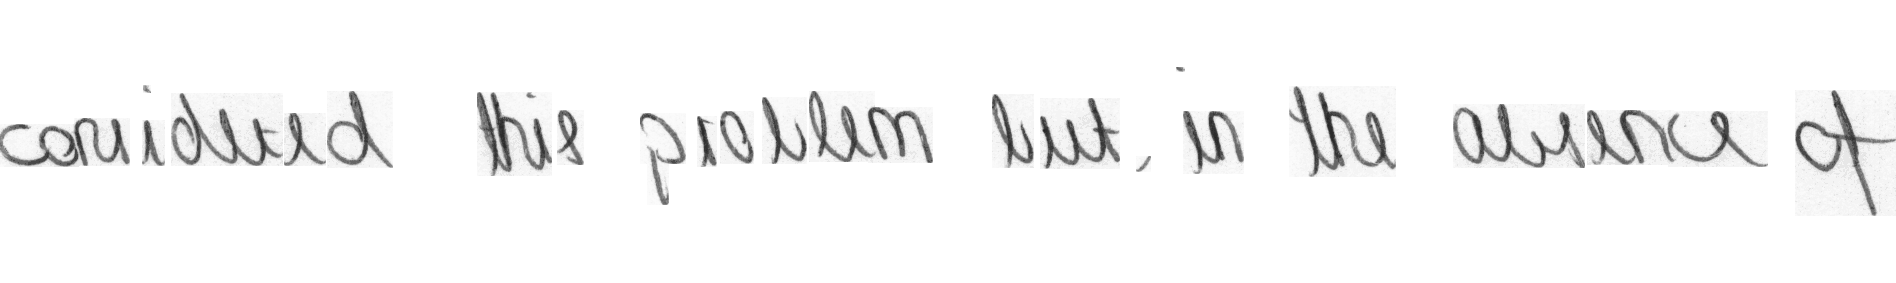 considered this problem but, in the absence of